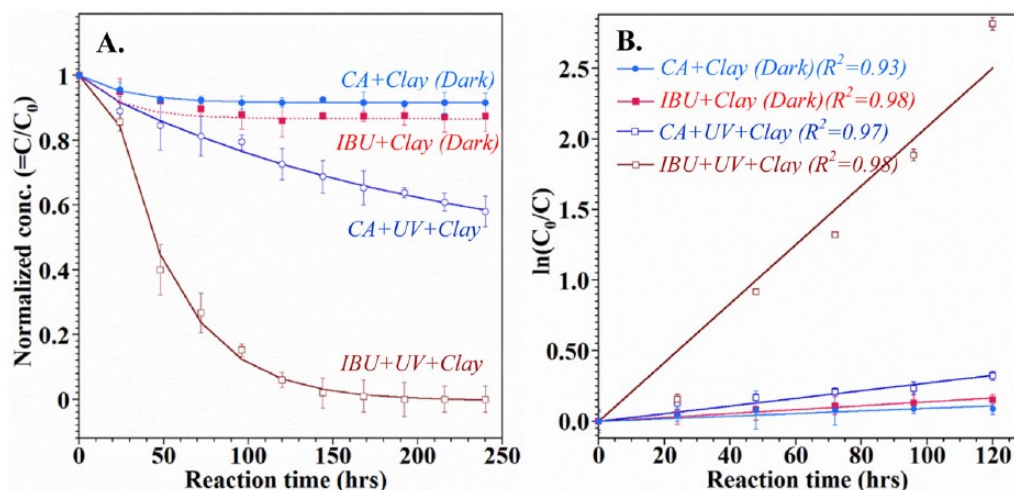 A.
Normalized conc. (=C/C₀)
1
0.8
0.6
0.4
0.2
0
CA+Clay (Dark)
IBU+Clay (Dark)
CA+UV+Clay
IBU+UV+Clay
0 50 100 150 200 250
Reaction time (hrs)
B.
ln(C₀/C)
2.5
2.0
1.5
1.0
0.5
0.0
CA+Clay (Dark)(R²=0.93)
IBU+Clay (Dark)(R²=0.98)
CA+UV+Clay (R²=0.97)
IBU+UV+Clay (R²=0.98)
0 20 40 60 80 100 120
Reaction time (hrs)